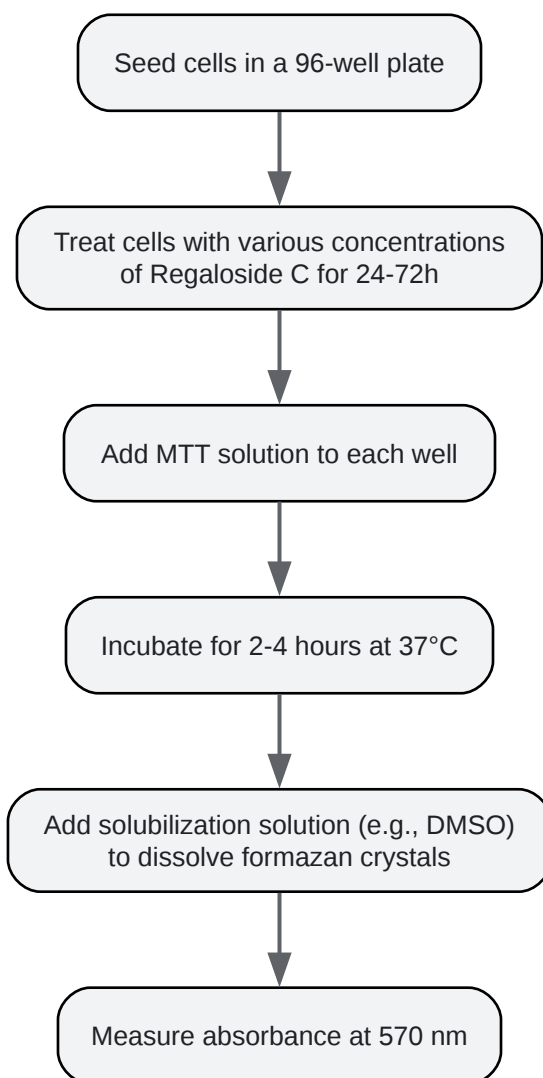 Seed cells in a 96-well plate
Treat cells with various concentrations
of Regaloside C for 24-72h
Add MTT solution to each well
Incubate for 2-4 hours at 37°C
Add solubilization solution (e.g., DMSO)
to dissolve formazan crystals
Measure absorbance at 570 nm